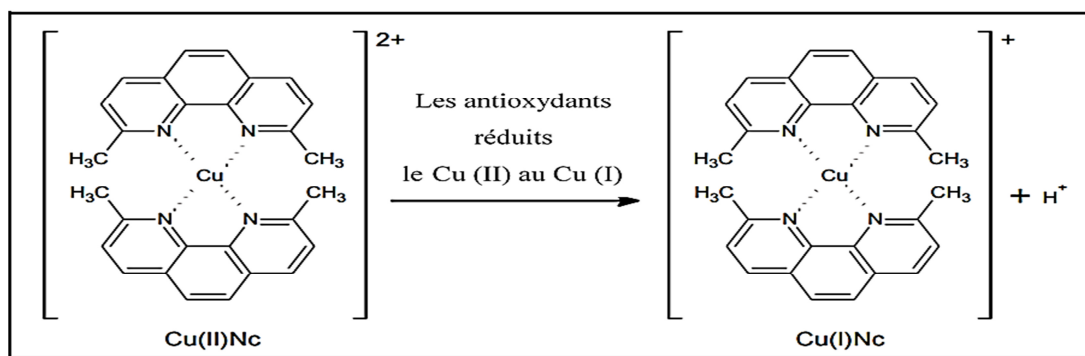 2+
+
N
N
N
N
H₃C
CH₃
H₃C
CH₃
Cu
N
N
N
N
Cu(II)Nc
Les antioxydants
réduits
le Cu (II) au Cu (I)
H₃C
CH₃
H₃C
CH₃
Cu
+ H⁺
Cu(I)Nc